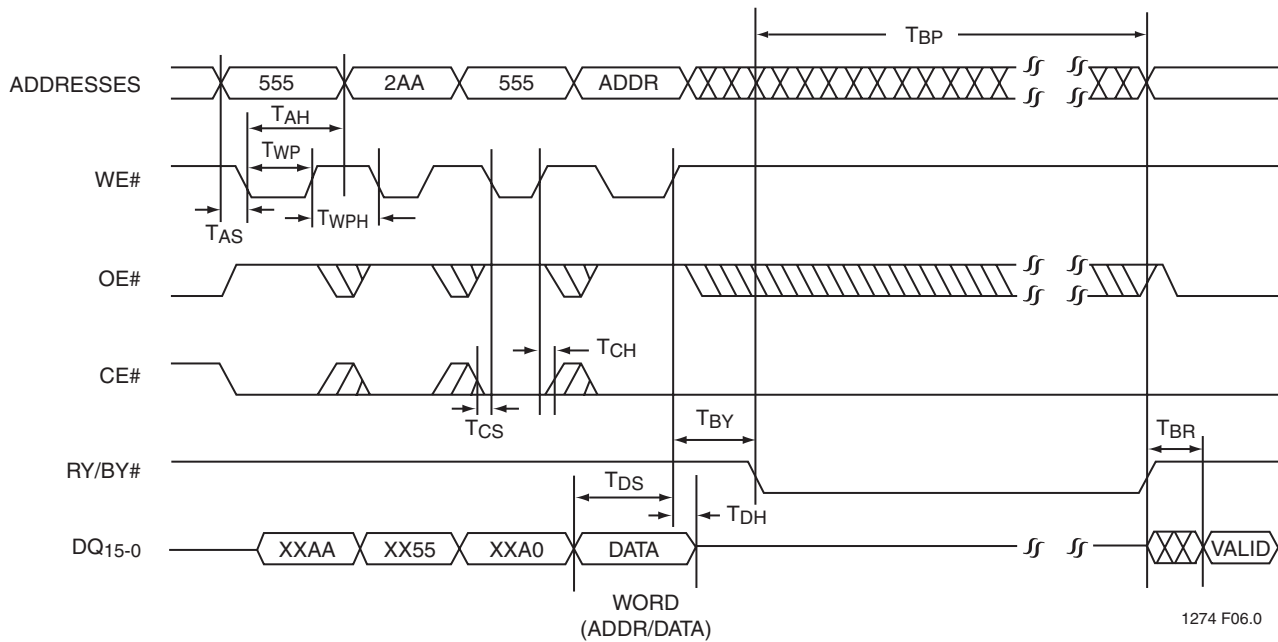 TBP
ADDRESSES 555 2AA 555 ADDR
TAH
TWP
WE#
TAS TWPH
OE#
TCH
CE#
TCS
TBY TBR
RY/BY#
TDS
TDH
DQ15-0 XXAA XX55 XXA0 DATA VALID
WORD
(ADDR/DATA)
1274 F06.0